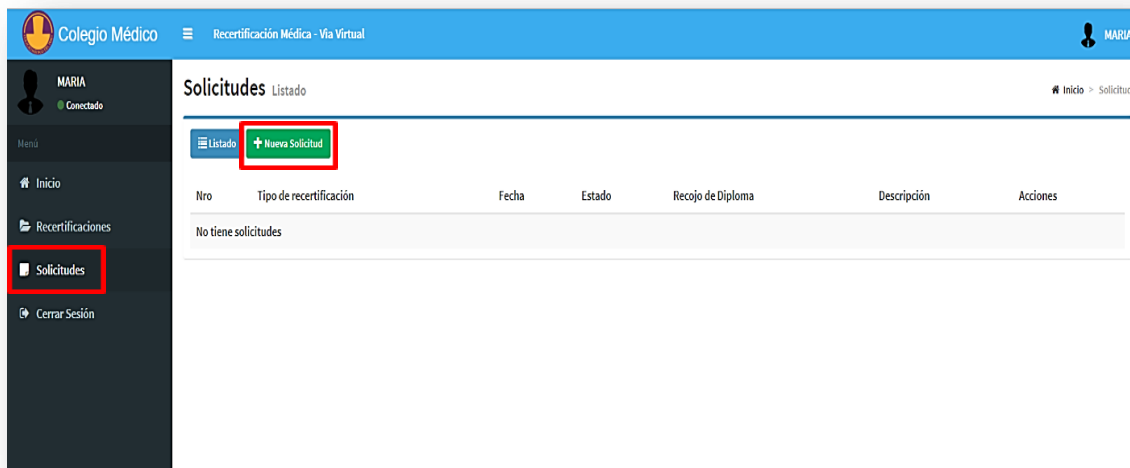 Colegio Médico
Recertificación Médica - Via Virtual
MARIA
MARIA
Conectado
Menú
Inicio
Recertificaciones
Solicitudes
Cerrar Sesión
Solicitudes Listado
Inicio > Solicitud
Listado
Nueva Solicitud
Nro Tipo de recertificación Fecha Estado Recojo de Diploma Descripción Acciones
No tiene solicitudes